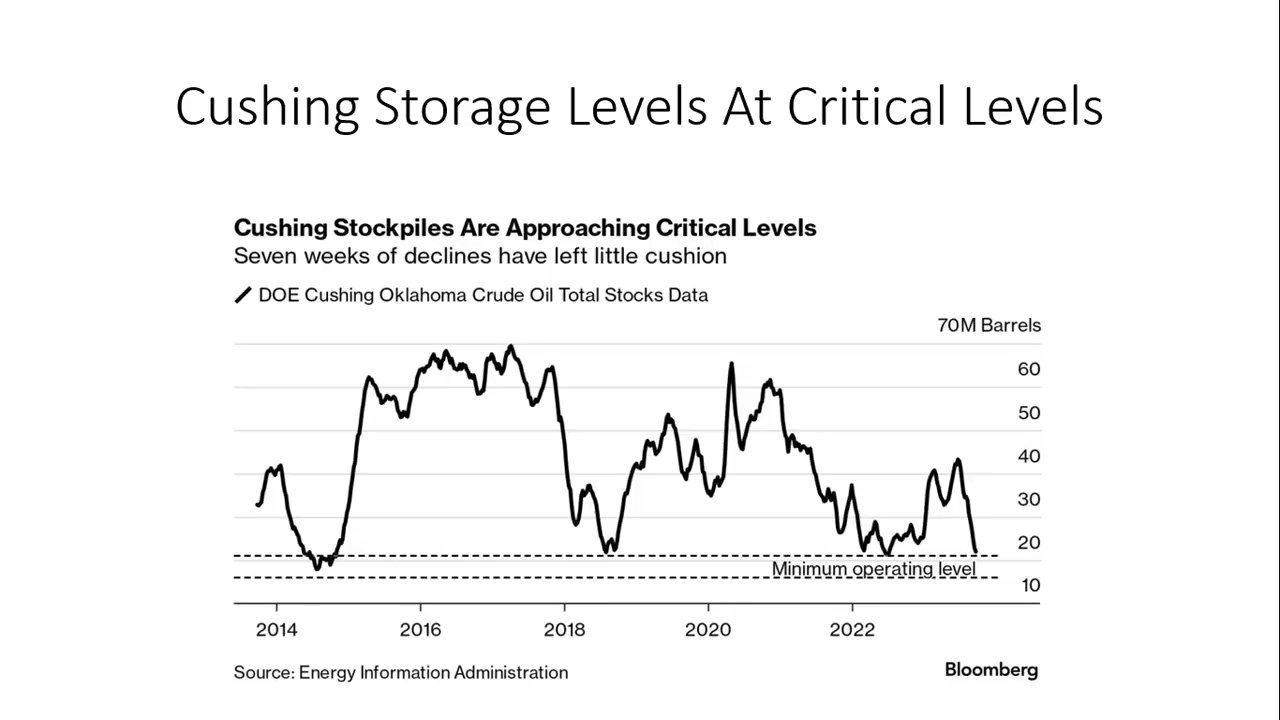 Cushing Storage Levels At Critical Levels
Cushing Stockpiles Are Approaching Critical Levels
Seven weeks of declines have left little cushion
DOE Cushing Oklahoma Crude Oil Total Stocks Data
70M Barrels
60
50
40
30
20
Minimum operating level
10
2014 2016 2018 2020 2022
Source: Energy Information Administration
Bloomberg